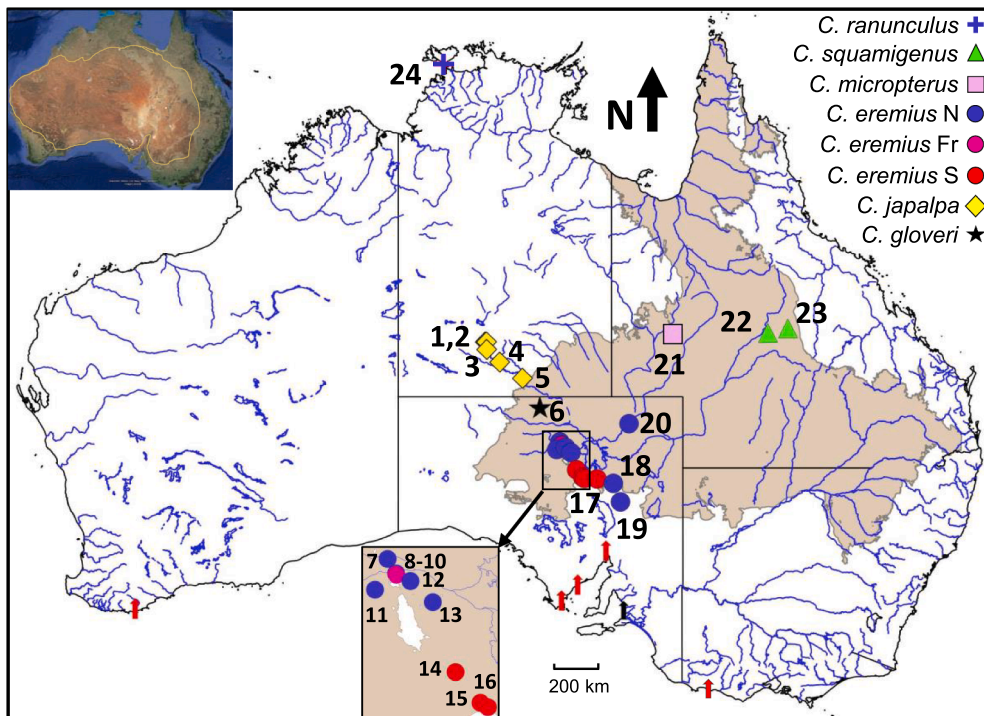 C. ranunculus
C. squamigenus
C. micropterus
C. eremius N
C. eremius Fr
C. eremius S
C. japalpa
C. gloveri
24
N
1,2
3
4
5
6
22
23
21
20
18
17
19
7
8-10
12
11
13
14
16
15
200 km